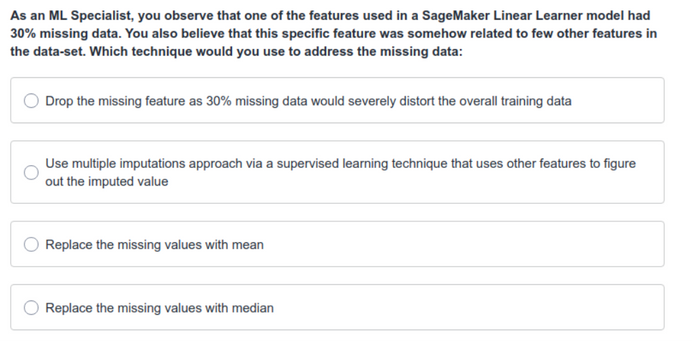 As an ML Specialist, you observe that one of the features used in a SageMaker Linear Learner model had
30% missing data. You also believe that this specific feature was somehow related to few other features in
the data-set. Which technique would you use to address the missing data:
Drop the missing feature as 30% missing data would severely distort the overall training data
Use multiple imputations approach via a supervised learning technique that uses other features to figure
out the imputed value
Replace the missing values with mean
Replace the missing values with median